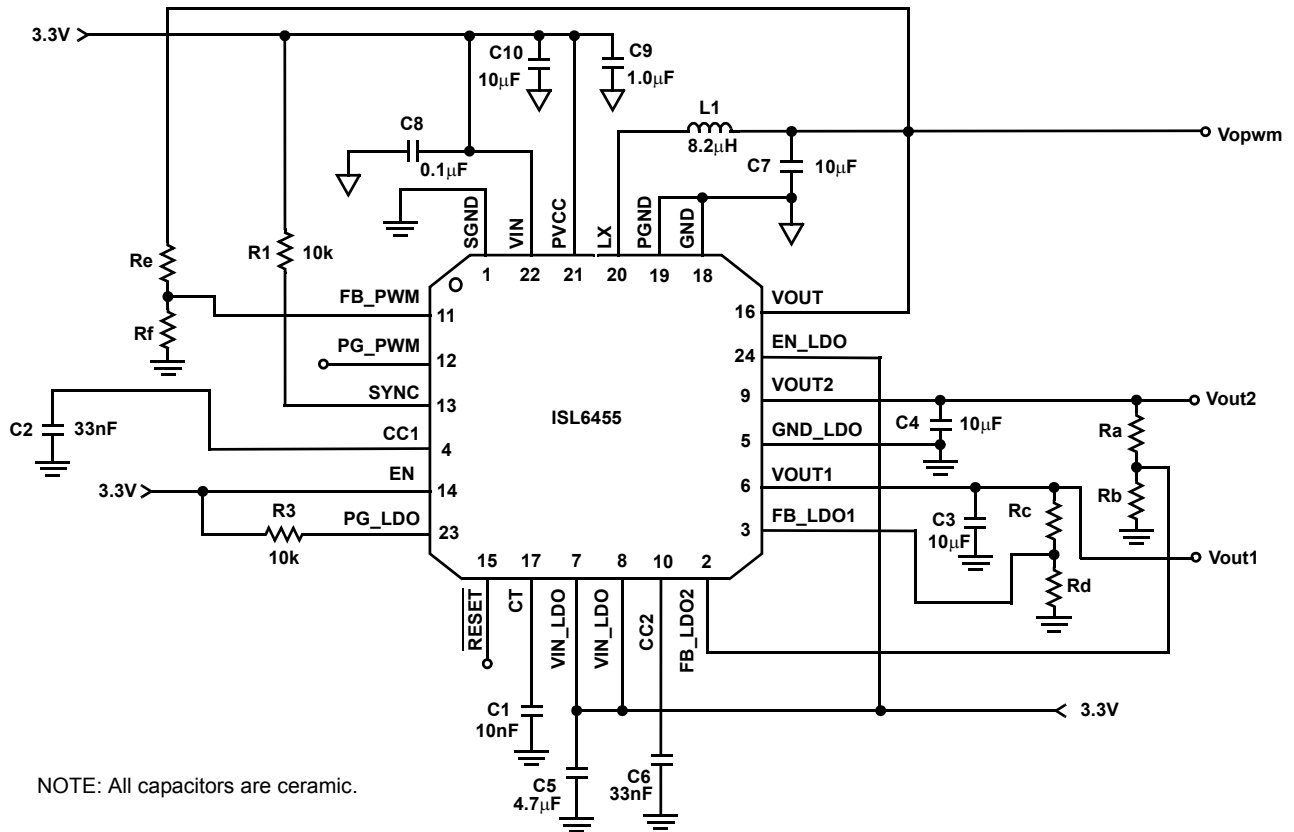 3.3V
C10
10μF
C9
1.0μF
L1
8.2μH
C8
0.1μF
C7
10μF
Vopwm
SGND
VIN
PVCC
LX
PGND
GND
R1
10k
Re
Rf
1
22
21
20
19
18
FB_PWM
11
PG_PWM
12
SYNC
13
C2
33nF
CC1
4
3.3V
EN
14
R3
10k
PG_LDO
23
ISL6455
VOUT
16
EN_LDO
24
VOUT2
9
Vout2
C4
10μF
Ra
GND_LDO
5
VOUT1
6
Rb
FB_LDO1
3
C3
10μF
Rc
Vout1
Rd
15
17
7
8
10
2
RESET
CT
VIN_LDO
VIN_LDO
CC2
FB_LDO2
C1
10nF
3.3V
C5
4.7μF
C6
33nF
NOTE: All capacitors are ceramic.